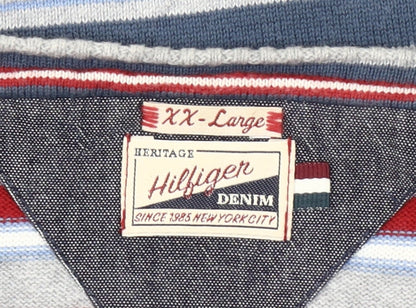 XX-Large
HERITAGE
Hilfiger
DENIM
SINCE 1985 NEW YORK CITY